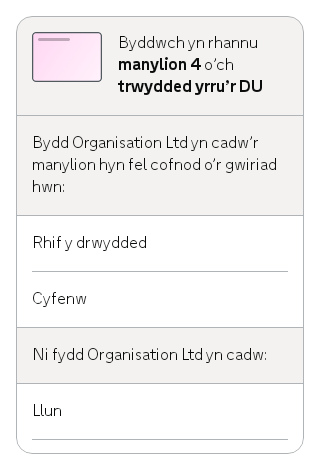 Byddwch yn rhannu
manylion 4 o'ch
trwydded yrru'r DU
Bydd Organisation Ltd yn cadw'r
manylion hyn fel cofnod o'r gwiriad
hwn:
Rhif y drwydded
Cyfenw
Ni fydd Organisation Ltd yn cadw:
Llun